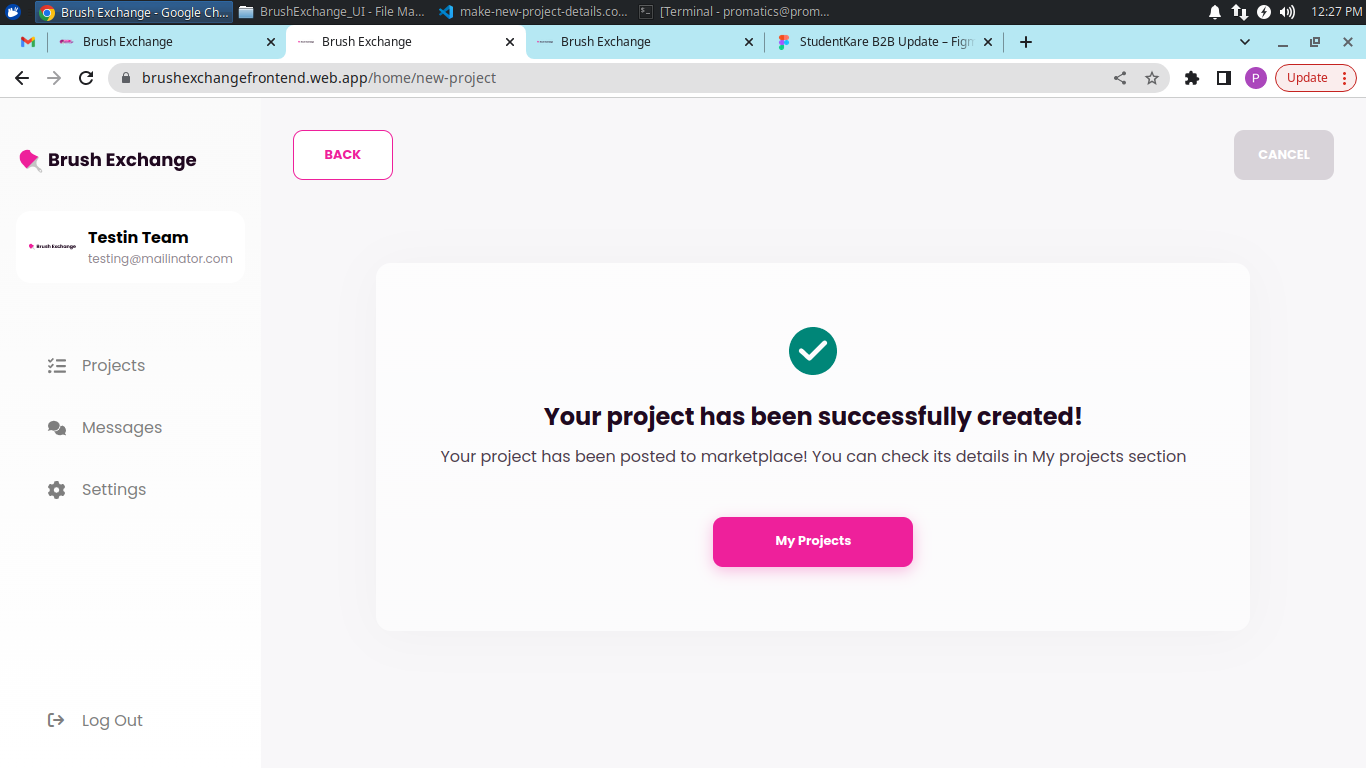 Brush Exchange - Google Ch...
BrushExchange_UI - File Ma...
make-new-project-details.co...
[Terminal - promatics@prom...
12:27 PM
Brush Exchange
Brush Exchange
Brush Exchange
StudentKare B2B Update – Figm
brushexchangefrontend.web.app/home/new-project
P
Update
Brush Exchange
BACK
CANCEL
Brush Exchange
Testin Team
testing@mailinator.com
Projects
Messages
Settings
Log Out
Your project has been successfully created!
Your project has been posted to marketplace! You can check its details in My projects section
My Projects